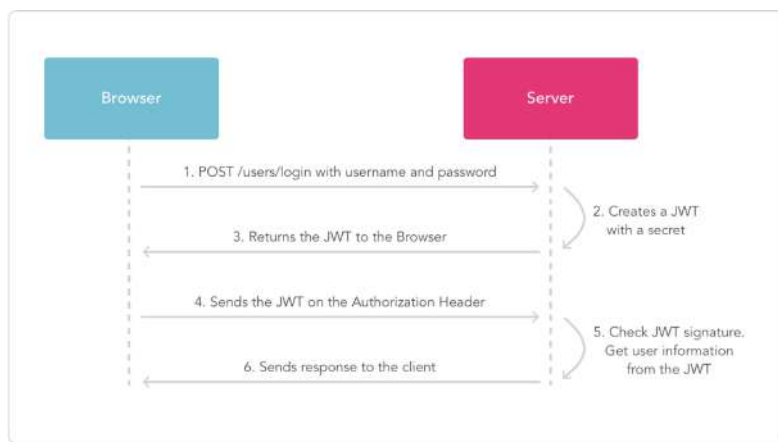 Browser
Server
1. POST /users/login with username and password
2. Creates a JWT
with a secret
3. Returns the JWT to the Browser
4. Sends the JWT on the Authorization Header
5. Check JWT signature.
Get user information
from the JWT
6. Sends response to the client